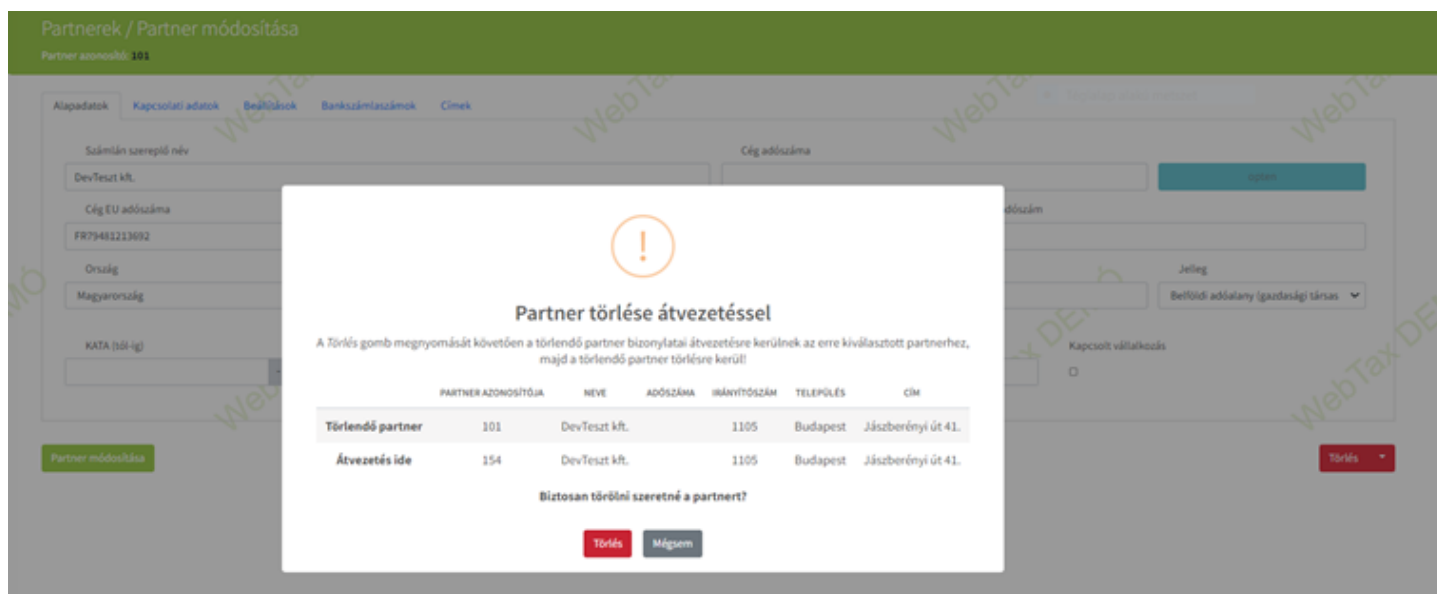 Partnerek / Partner módosítása
Partner azonosító: 101
Alapadatok Kapcsolati adatok Beállítások Bankszámlaszámok Címek
Számlán szereplő név Cég adószáma
DevTeszt kft. opten
Cég EU adószáma dószám
FR79481213692
Ország Jelleg
Magyarország Belföldi adóalany (gazdasági társas
KATA (tól-ig) Kapcsolt vállalkozás
Partner módosítása Törlés
Partner törlése átvezetéssel
A Törlés gomb megnyomását követően a törlendő partner bizonylatai átvezetésre kerülnek az erre kiválasztott partnerhez,
majd a törlendő partner törlésre kerül!
PARTNER AZONOSÍTÓJA NEVE ADÓSZÁMA IRÁNYÍTÓSZÁM TELEPÜLÉS CÍM
Törlendő partner 101 DevTeszt kft. 1105 Budapest Jászberényi út 41.
Átvezetés ide 154 DevTeszt kft. 1105 Budapest Jászberényi út 41.
Biztosan törölni szeretné a partnert?
Törlés Mégsem